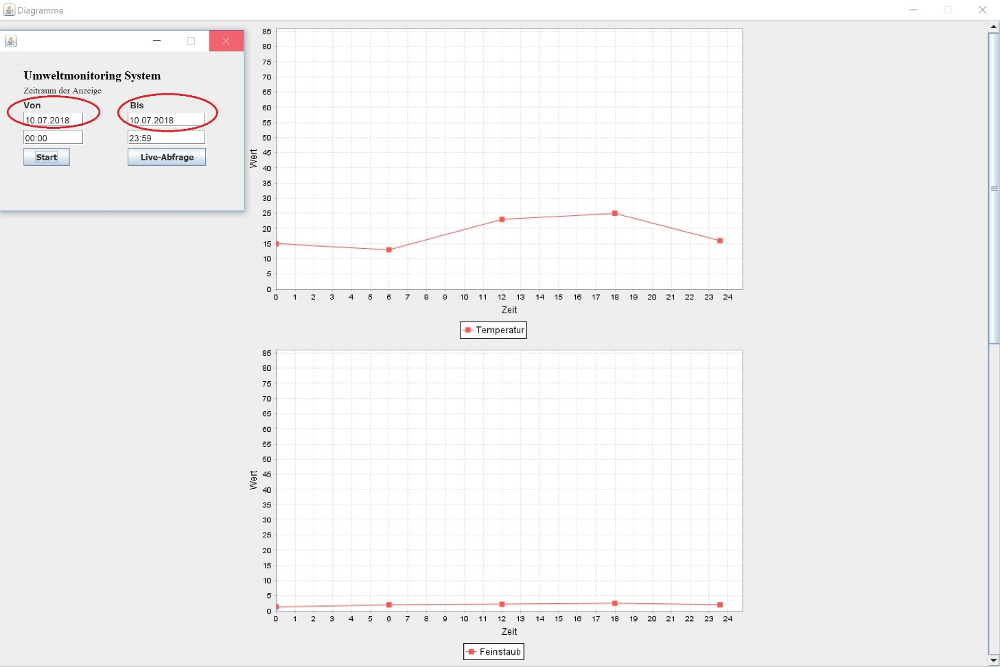 Diagramme
Umweltmonitoring System
Zeitraum der Anzeige
Von Bis
10.07.2018 10.07.2018
00:00 23:59
Start Live-Abfrage
85
80
75
70
65
60
55
50
45
40
35
30
25
20
15
10
5
0
Wert
0 1 2 3 4 5 6 7 8 9 10 11 12 13 14 15 16 17 18 19 20 21 22 23 24
Zeit
Temperatur
85
80
75
70
65
60
55
50
45
40
35
30
25
20
15
10
5
0
Wert
0 1 2 3 4 5 6 7 8 9 10 11 12 13 14 15 16 17 18 19 20 21 22 23 24
Zeit
Feinstaub